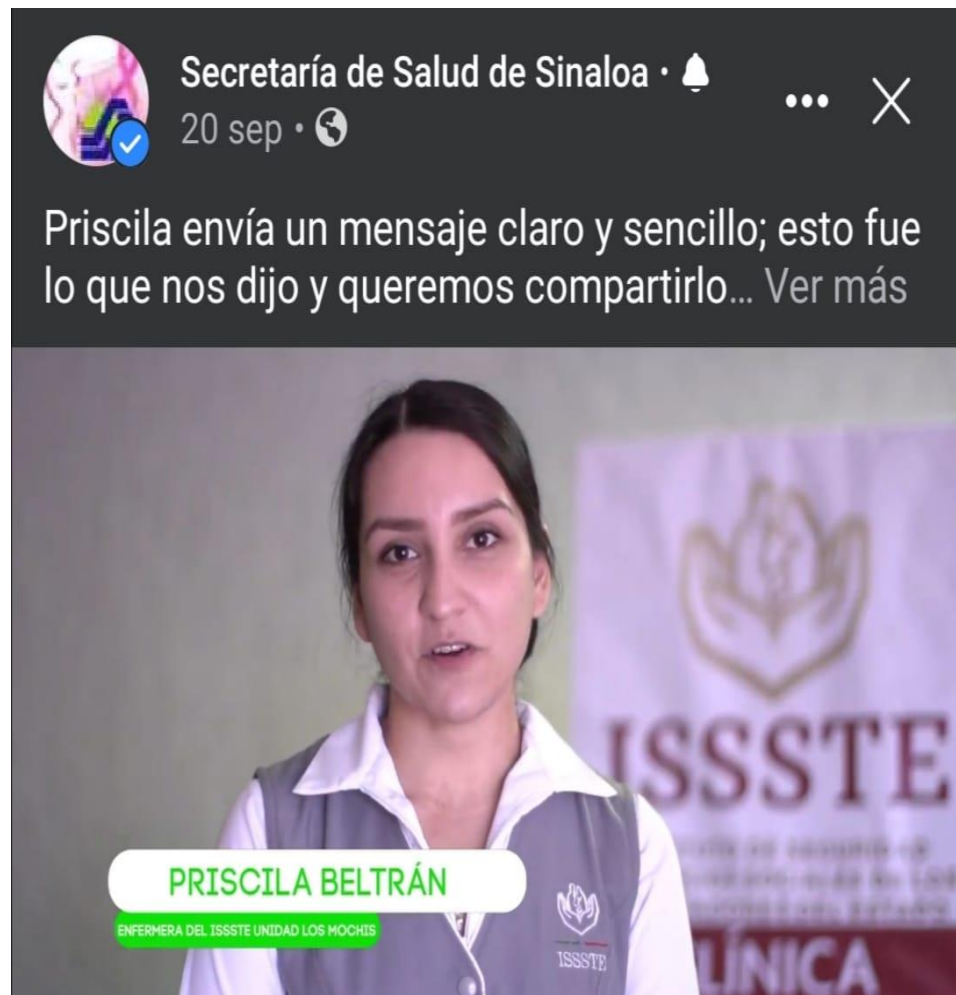 Secretaría de Salud de Sinaloa ·
20 sep ·
Priscila envía un mensaje claro y sencillo; esto fue
lo que nos dijo y queremos compartirlo... Ver más
ISSSTE
PRISCILA BELTRÁN
ENFERMERA DEL ISSSTE UNIDAD LOS MOCHIS
ISSSTE
CLÍNICA